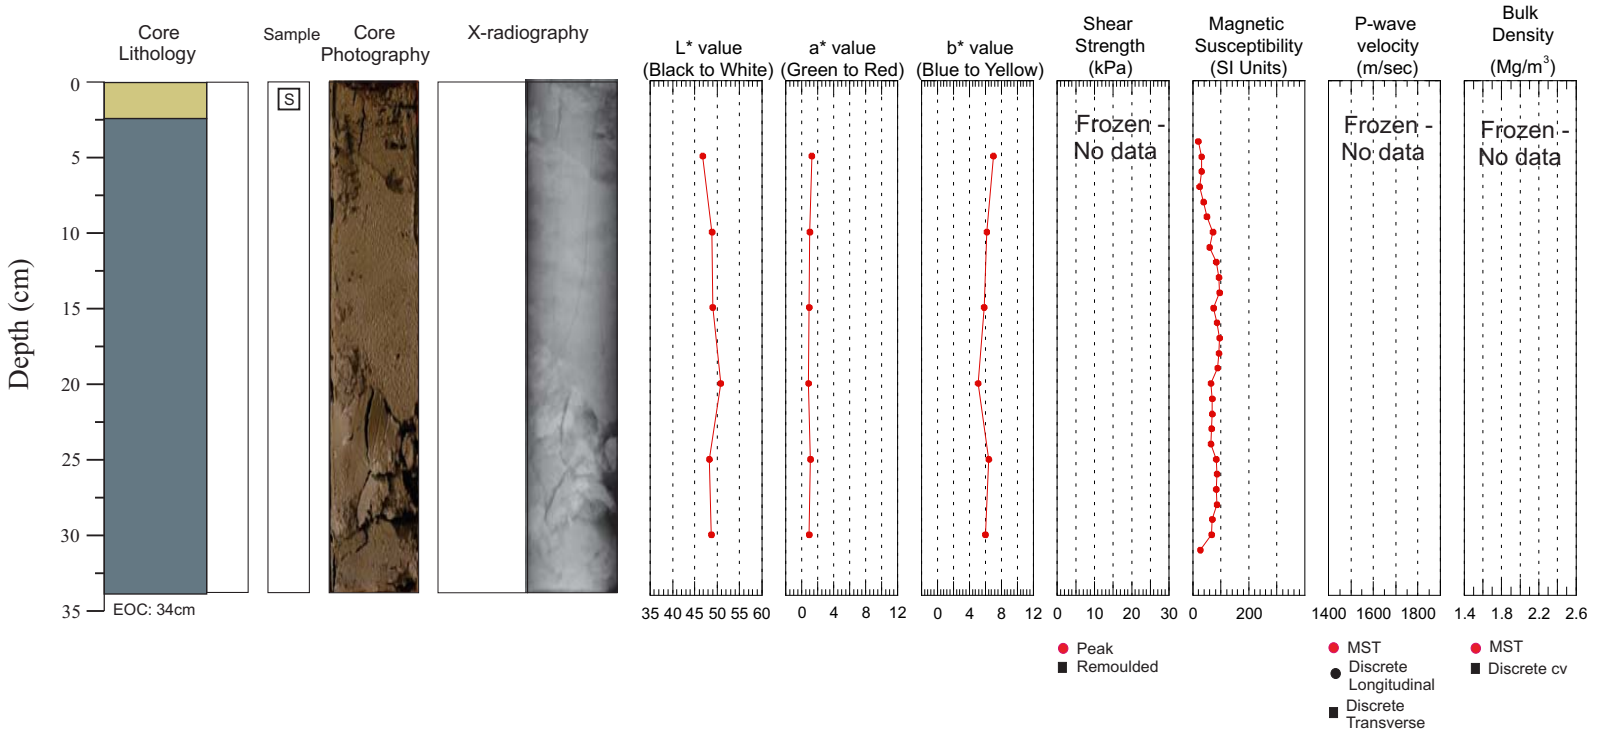 Core
Lithology
Sample
Core
Photography
X-radiography
L* value
(Black to White)
a* value
(Green to Red)
b* value
(Blue to Yellow)
Shear
Strength
(kPa)
Magnetic
Susceptibility
(SI Units)
P-wave
velocity
(m/sec)
Bulk
Density
(Mg/m³)
Depth (cm)
0
5
10
15
20
25
30
35
S
EOC: 34cm
Frozen -
No data
Frozen -
No data
Frozen -
No data
35 40 45 50 55 60
0 4 8 12
0 4 8 12
0 10 20 30
0 200
1400 1600 1800
1.4 1.8 2.2 2.6
Peak
Remoulded
MST
Discrete
Longitudinal
Discrete
Transverse
MST
Discrete cv